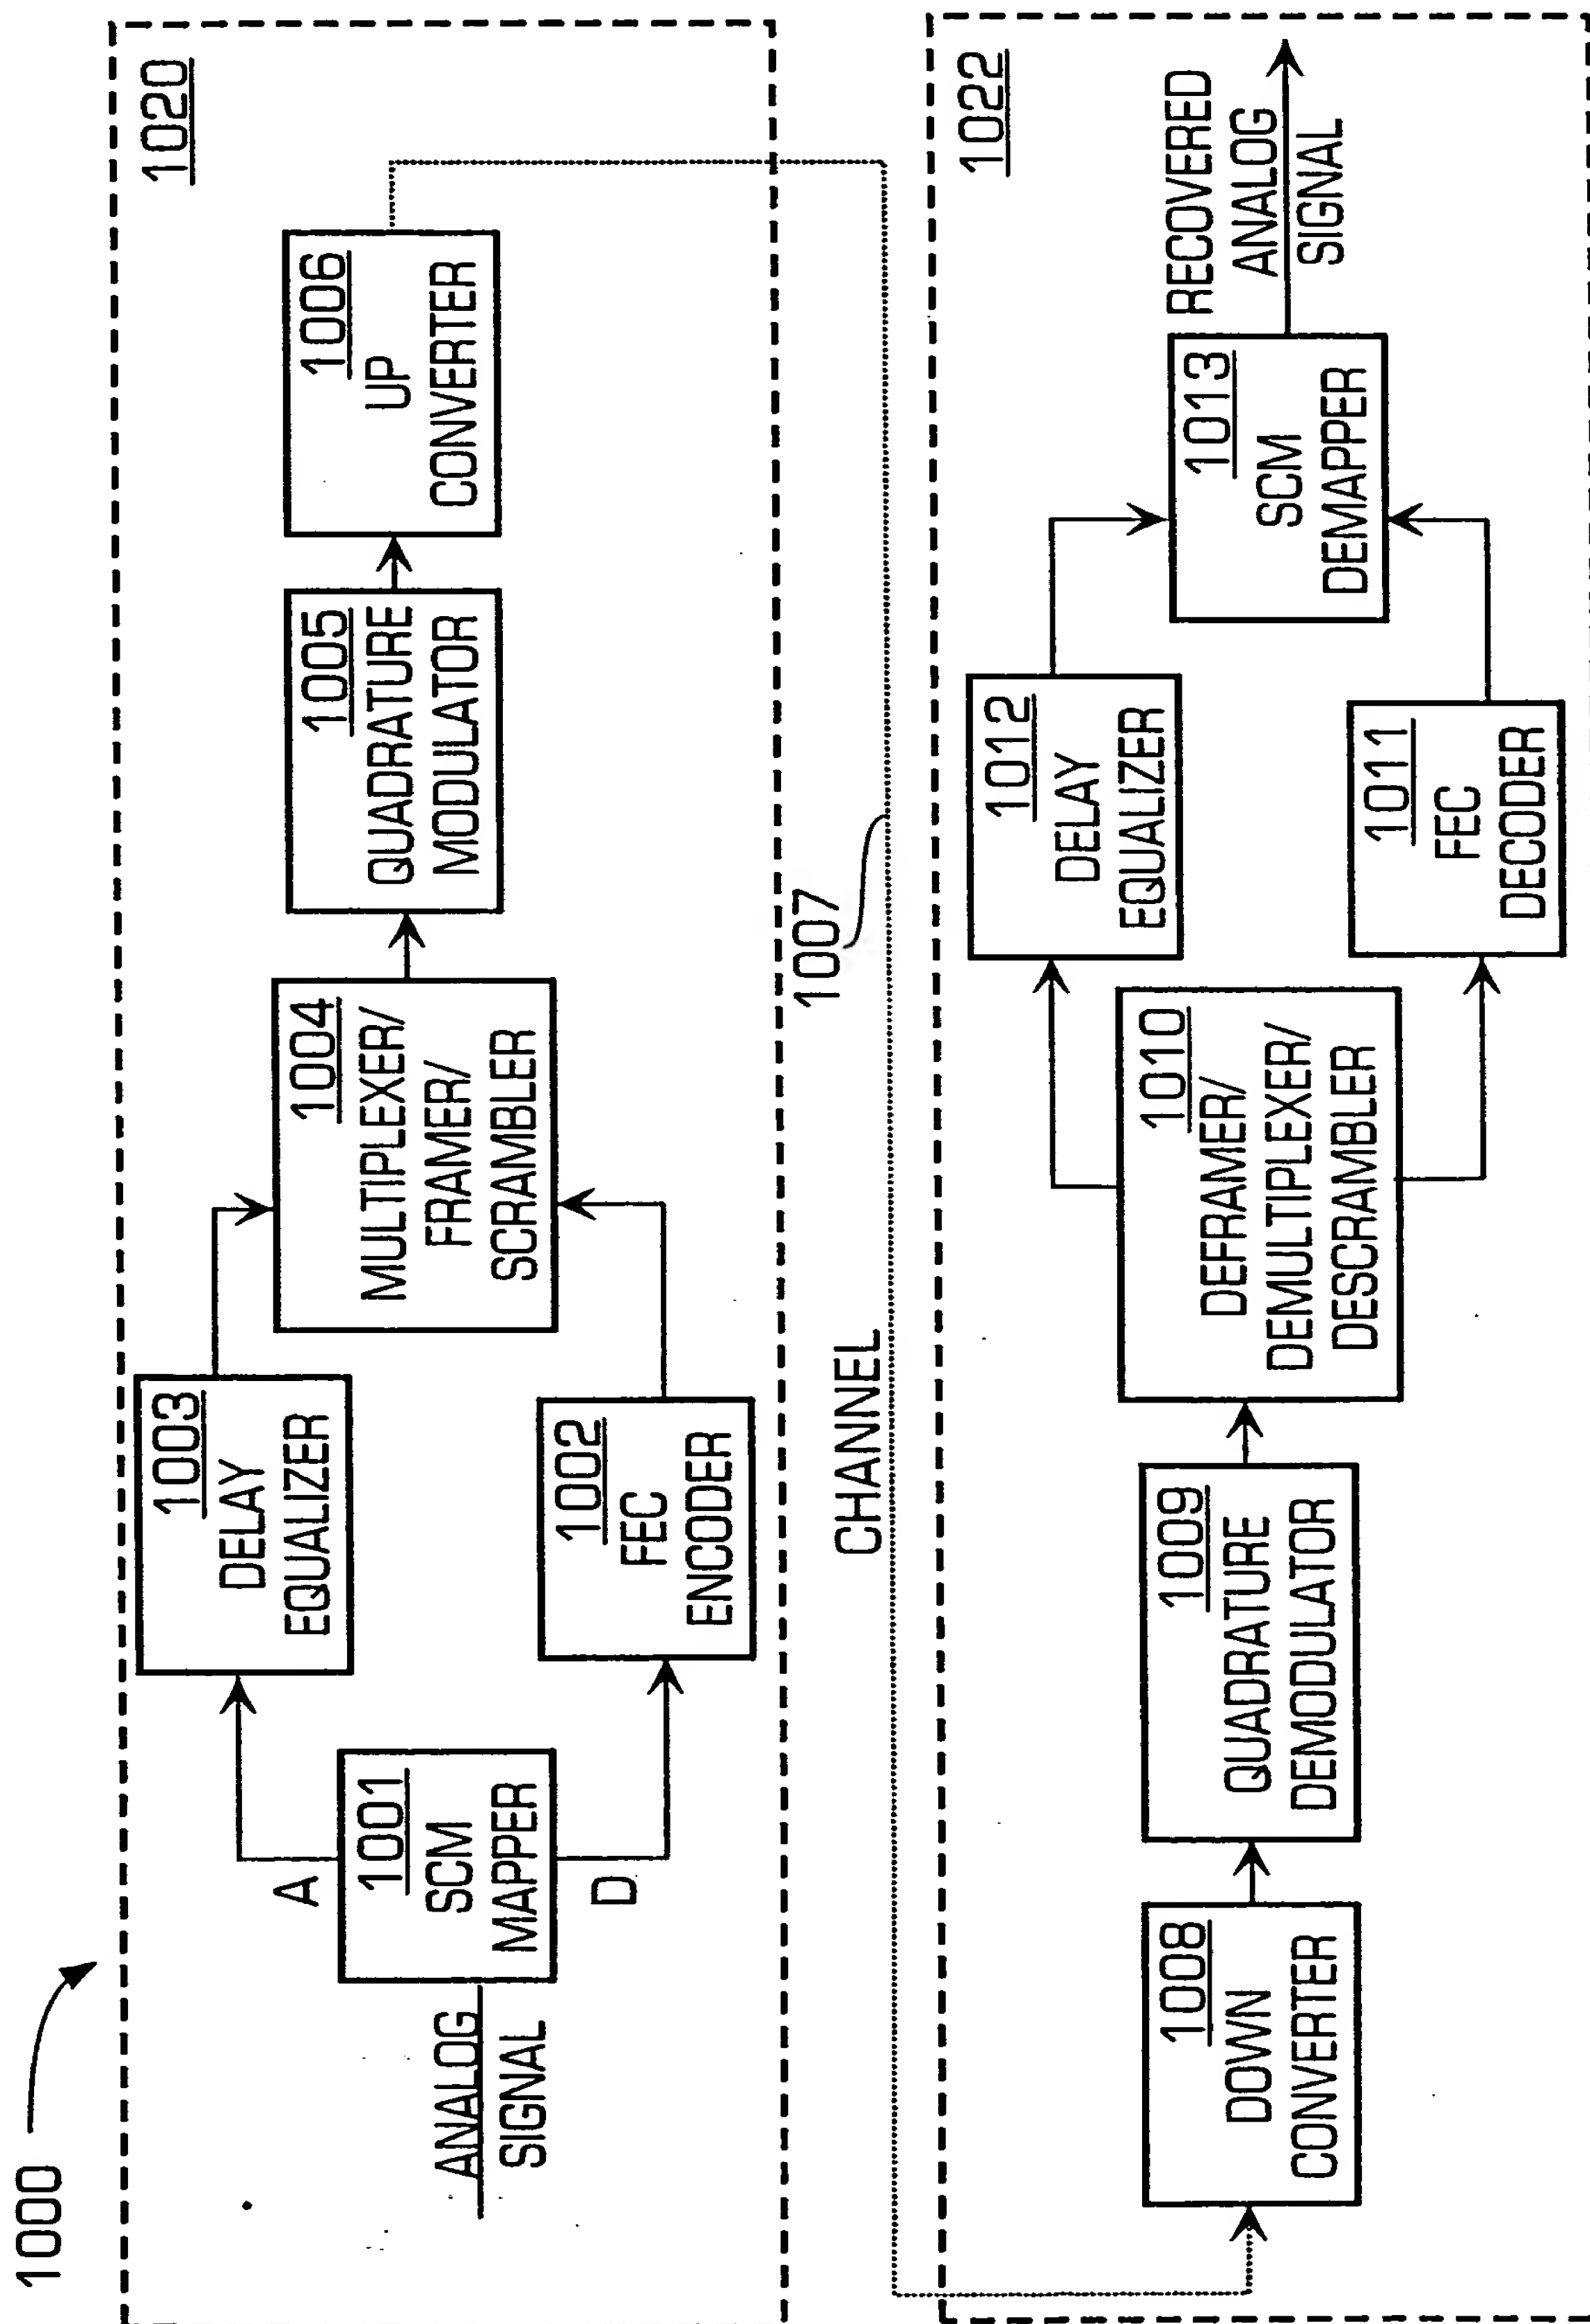 1000
1020
ANALOG
SIGNAL
1001
SCM
MAPPER
A
D
1003
DELAY
EQUALIZER
1002
FEC
ENCODER
1004
MULTIPLEXER/
FRAMER/
SCRAMBLER
1005
QUADRATURE
MODULATOR
1006
UP
CONVERTER
CHANNEL
1007
1022
1008
DOWN
CONVERTER
1009
QUADRATURE
DEMODULATOR
1010
DEFRAMER/
DEMULTIPLEXER/
DESCRAMBLER
1012
DELAY
EQUALIZER
1011
FEC
DECODER
1013
SCM
DEMAPPER
RECOVERED
ANALOG
SIGNAL